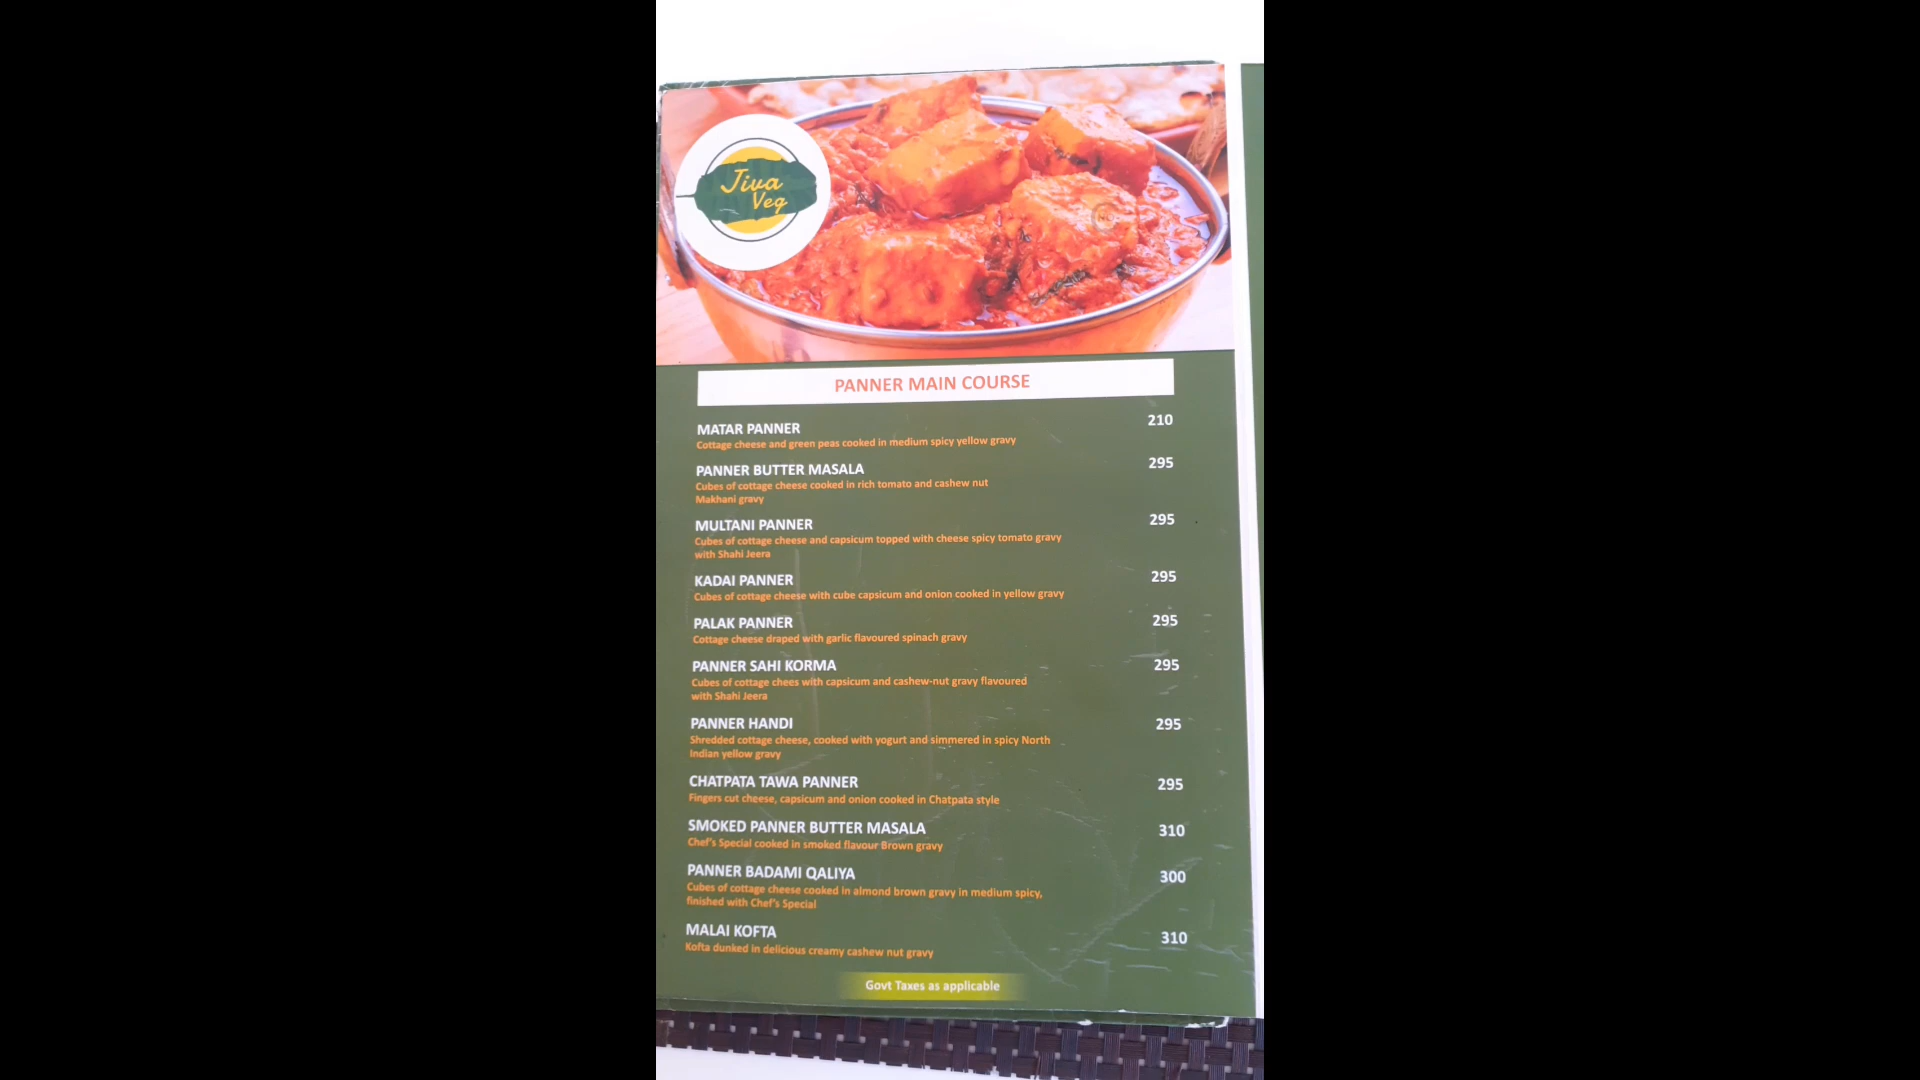 Jiva
Veg
PANNER MAIN COURSE
MATAR PANNER 210
Cottage cheese and green peas cooked in medium spicy yellow gravy
PANNER BUTTER MASALA 295
Cubes of cottage cheese cooked in rich tomato and cashew nut
Makhani gravy
MULTANI PANNER 295
Cubes of cottage cheese and capsicum topped with cheese spicy tomato gravy
with Shahi Jeera
KADAI PANNER 295
Cubes of cottage cheese with cube capsicum and onion cooked in yellow gravy
PALAK PANNER 295
Cottage cheese draped with garlic flavoured spinach gravy
PANNER SAHI KORMA 295
Cubes of cottage chees with capsicum and cashew-nut gravy flavoured
with Shahi Jeera
PANNER HANDI 295
Shredded cottage cheese, cooked with yogurt and simmered in spicy North
Indian yellow gravy
CHATPATA TAWA PANNER 295
Fingers cut cheese, capsicum and onion cooked in Chatpata style
SMOKED PANNER BUTTER MASALA 310
Chef's Special cooked in smoked flavour Brown gravy
PANNER BADAMI QALIYA 300
Cubes of cottage cheese cooked in almond brown gravy in medium spicy,
finished with Chef's Special
MALAI KOFTA 310
Kofta dunked in delicious creamy cashew nut gravy
Govt Taxes as applicable